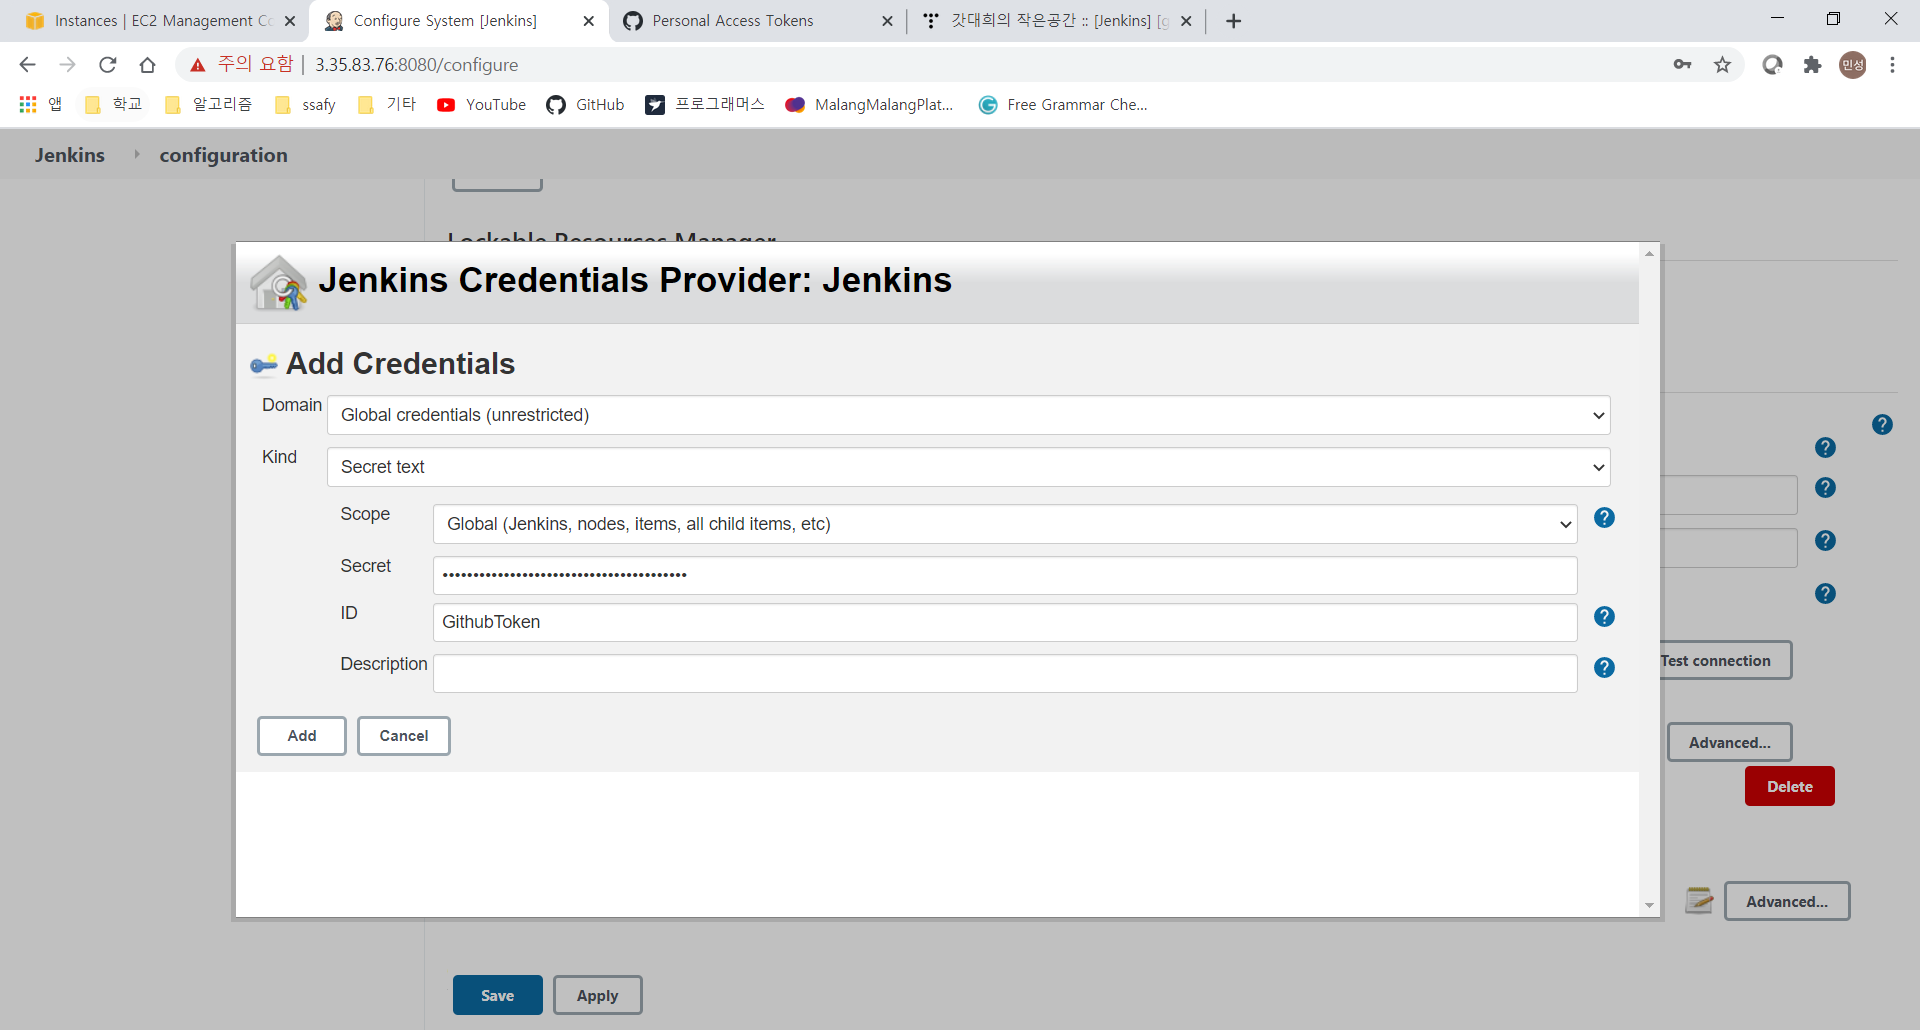 Instances | EC2 Management Co
Configure System [Jenkins]
Personal Access Tokens
갓대희의 작은공간 :: [Jenkins] [g
주의 요함 | 3.35.83.76:8080/configure
민성
앱
학교
알고리즘
ssafy
기타
YouTube
GitHub
프로그래머스
MalangMalangPlat...
Free Grammar Che...
Jenkins
configuration
Lockable Resources Manager
Jenkins Credentials Provider: Jenkins
Add Credentials
Domain
Global credentials (unrestricted)
Kind
Secret text
Scope
Global (Jenkins, nodes, items, all child items, etc)
Secret
••••••••••••••••••••••••••••••••••••••••
ID
GithubToken
Description
Add
Cancel
Test connection
Advanced...
Delete
Advanced...
Save
Apply